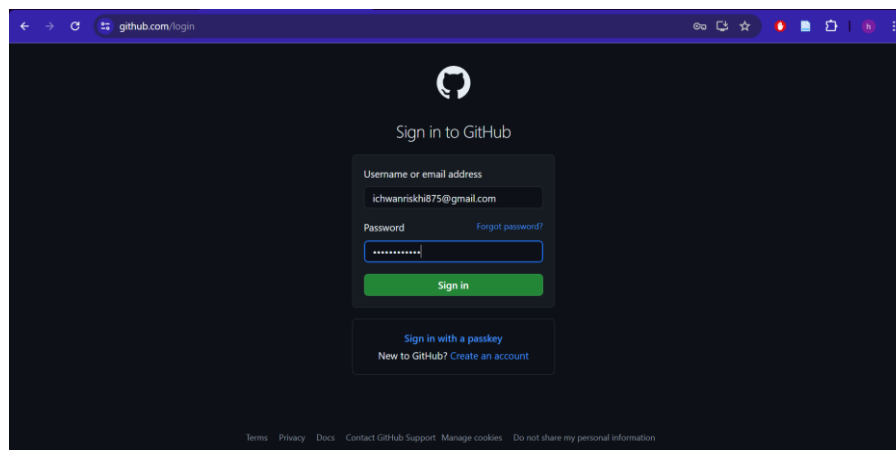 github.com/login
h
Sign in to GitHub
Username or email address
ichwanriskhi875@gmail.com
Password Forgot password?
••••••••••••
Sign in
Sign in with a passkey
New to GitHub? Create an account
Terms Privacy Docs Contact GitHub Support Manage cookies Do not share my personal information